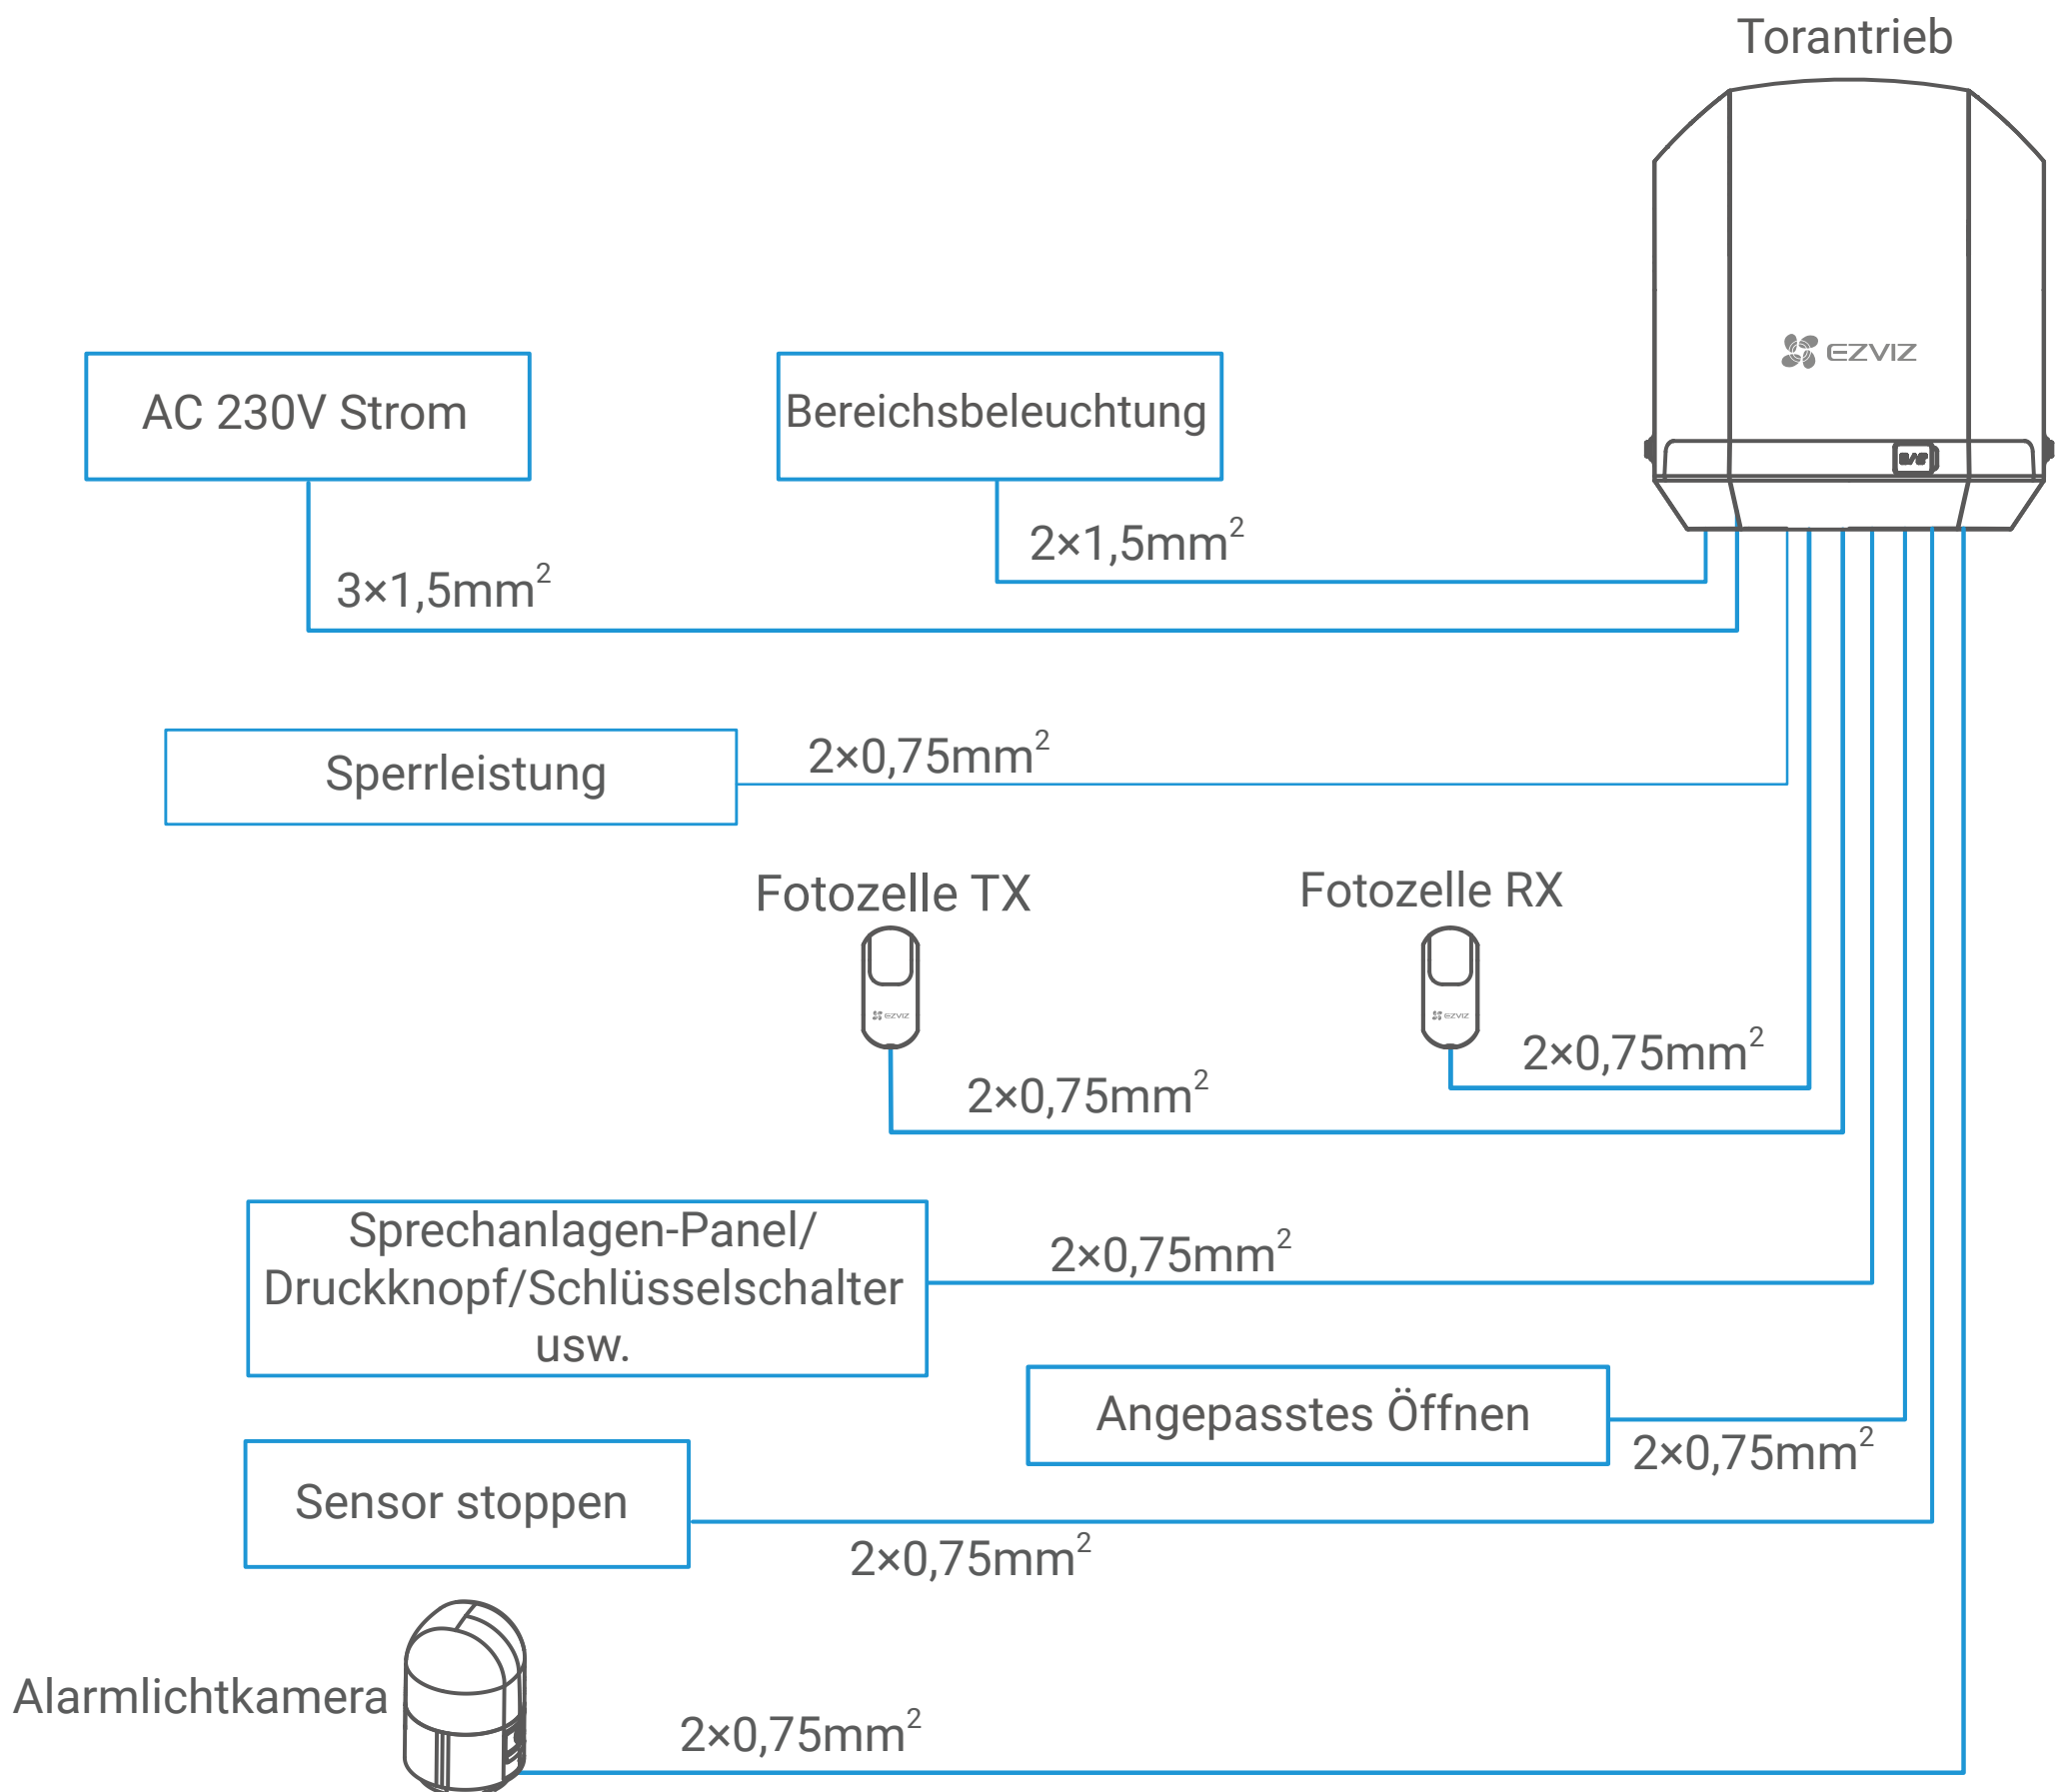 Torantrieb
EZVIZ
AC 230V Strom
Bereichsbeleuchtung
2×1,5mm²
3×1,5mm²
Sperrleistung
2×0,75mm²
Fotozelle TX
Fotozelle RX
EZVIZ
EZVIZ
2×0,75mm²
2×0,75mm²
Sprechanlagen-Panel/
Druckknopf/Schlüsselschalter
usw.
2×0,75mm²
Angepasstes Öffnen
2×0,75mm²
Sensor stoppen
2×0,75mm²
Alarmlichtkamera
2×0,75mm²